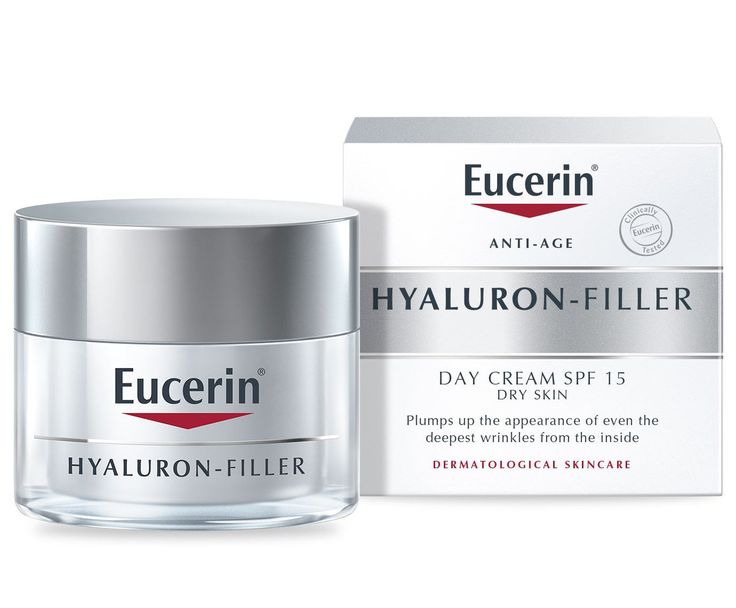 Eucerin®
HYALURON-FILLER
Eucerin®
ANTI-AGE
Clinically
Eucerin
Tested
HYALURON-FILLER
DAY CREAM SPF 15
DRY SKIN
Plumps up the appearance of even the
deepest wrinkles from the inside
DERMATOLOGICAL SKINCARE